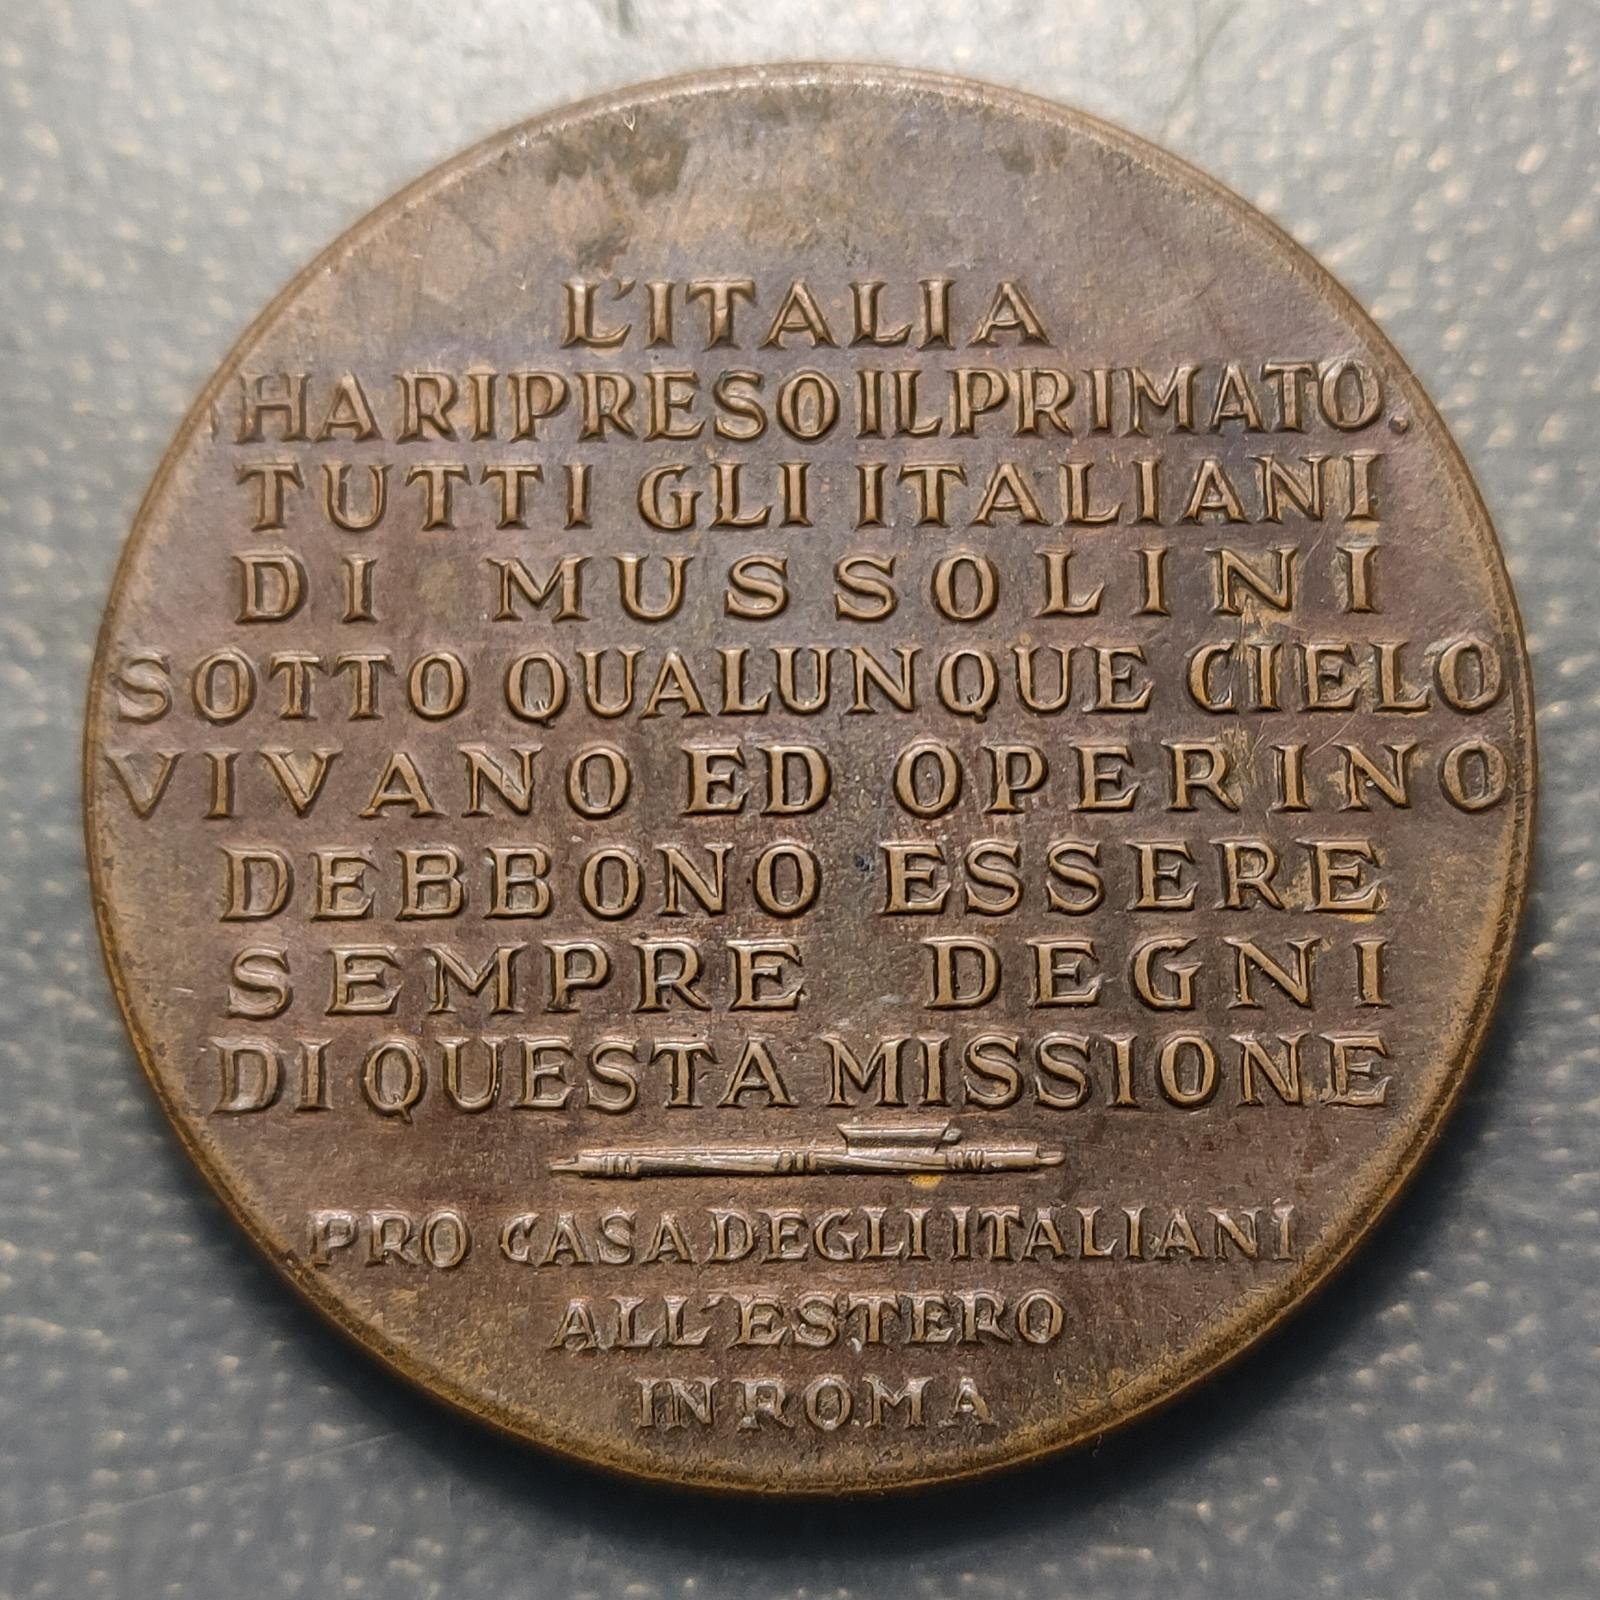 L'ITALIA
HA RIPRESO IL PRIMATO.
TUTTI GLI ITALIANI
DI MUSSOLINI
SOTTO QUALUNQUE CIELO
VIVANO ED OPERINO
DEBBONO ESSERE
SEMPRE DEGNI
DI QUESTA MISSIONE
PRO CASA DEGLI ITALIANI
ALL'ESTERO
IN ROMA